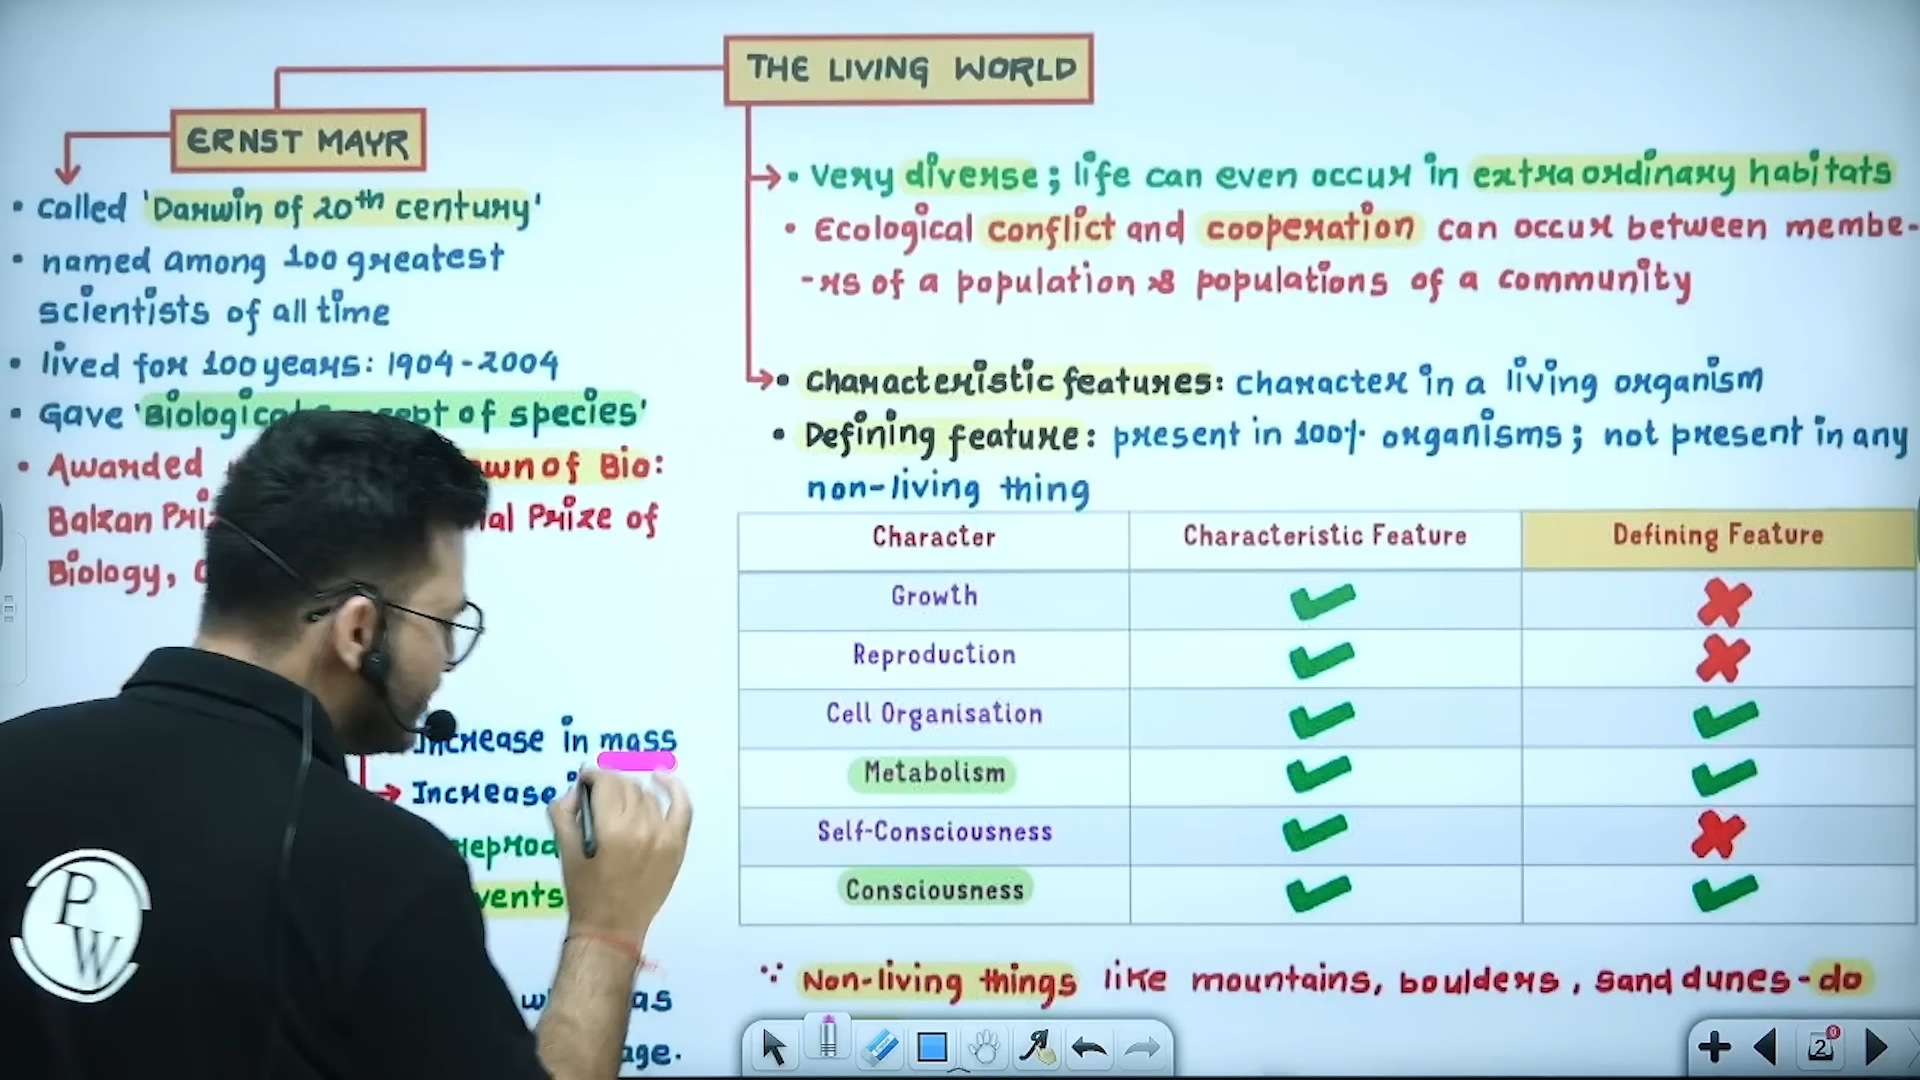 THE LIVING WORLD
ERNST MAYR
• called 'Darwin of 20th century'
• named among 100 greatest
scientists of all time
• lived for 100 years: 1904-2004
• Gave 'Biological of species'
• Awarded of Bio:
Balzan Prize of
Biology,
Increase in mass
Increase
PW
• Very diverse; life can even occur in extraordinary habitats
• Ecological conflict and cooperation can occur between membe-
-rs of a population & populations of a community
• Characteristic features: character in a living organism
• Defining feature: present in 100% organisms; not present in any
non-living thing
Character Characteristic Feature Defining Feature
Growth ✔ ✖
Reproduction ✔ ✖
Cell Organisation ✔ ✔
Metabolism ✔ ✔
Self-Consciousness ✔ ✖
Consciousness ✔ ✔
∵ Non-living things like mountains, boulders, sand dunes - do
2
0